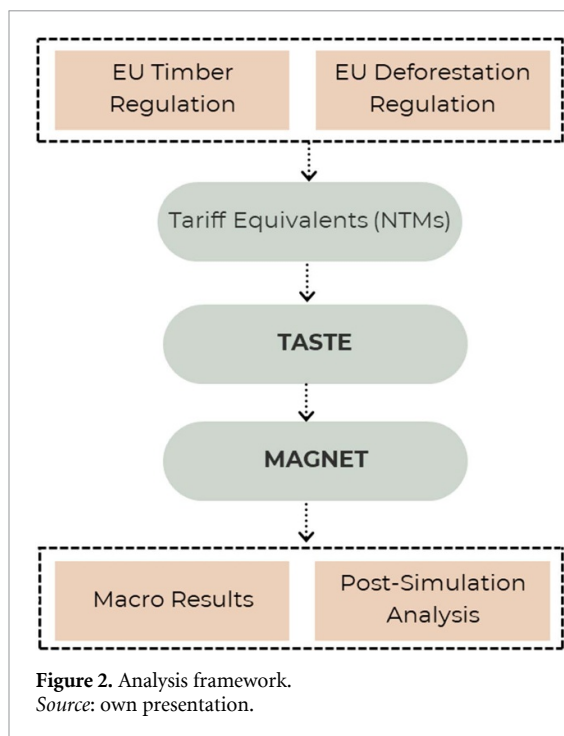 EU Timber
Regulation
EU Deforestation
Regulation
Tariff Equivalents (NTMs)
TASTE
MAGNET
Macro Results
Post-Simulation
Analysis
Figure 2. Analysis framework.
Source: own presentation.